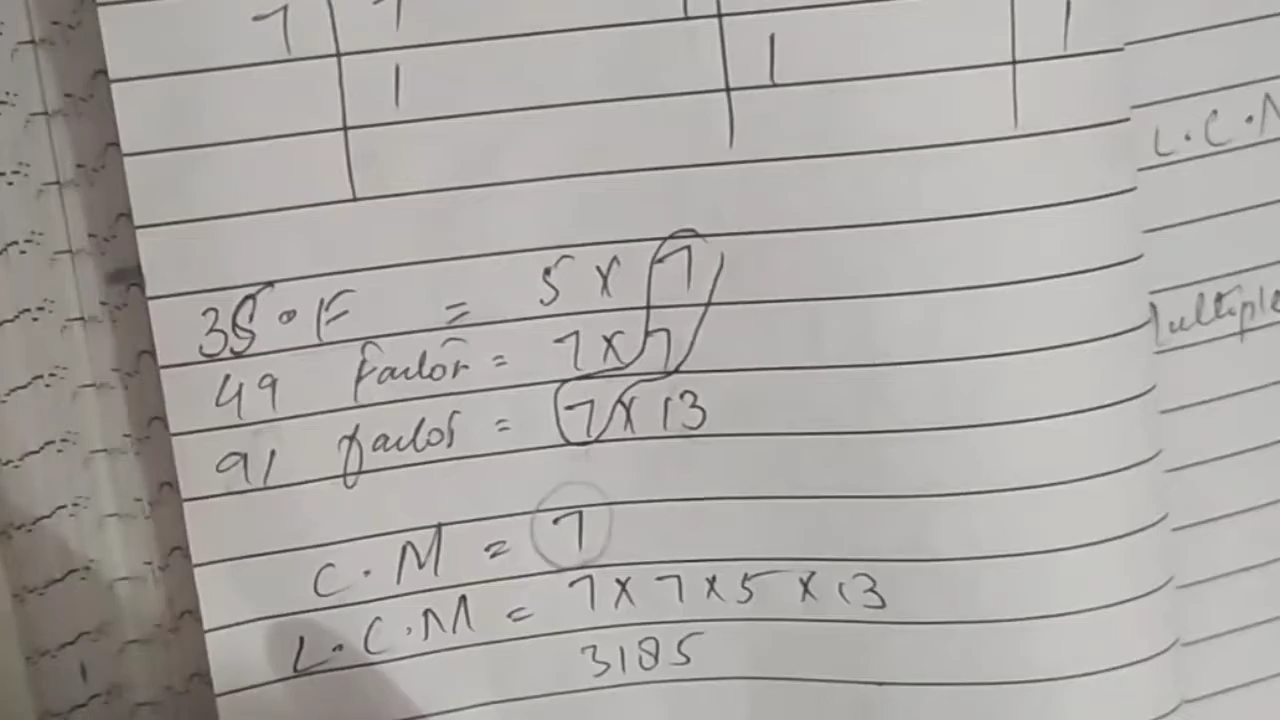 7 7
1 1 1
L.C.M
35.F = 5 x 7
49 Factor = 7 x 7
Multiple
91 factor = 7 x 13
C.M = 7
L.C.M = 7 x 7 x 5 x 13
3185